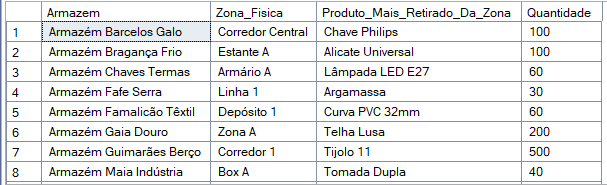 Armazem Zona_Fisica Produto_Mais_Retirado_Da_Zona Quantidade
1 Armazém Barcelos Galo Corredor Central Chave Philips 100
2 Armazém Bragança Frio Estante A Alicate Universal 100
3 Armazém Chaves Termas Armário A Lâmpada LED E27 60
4 Armazém Fafe Serra Linha 1 Argamassa 30
5 Armazém Famalicão Têxtil Depósito 1 Curva PVC 32mm 60
6 Armazém Gaia Douro Zona A Telha Lusa 200
7 Armazém Guimarães Berço Corredor 1 Tijolo 11 500
8 Armazém Maia Indústria Box A Tomada Dupla 40